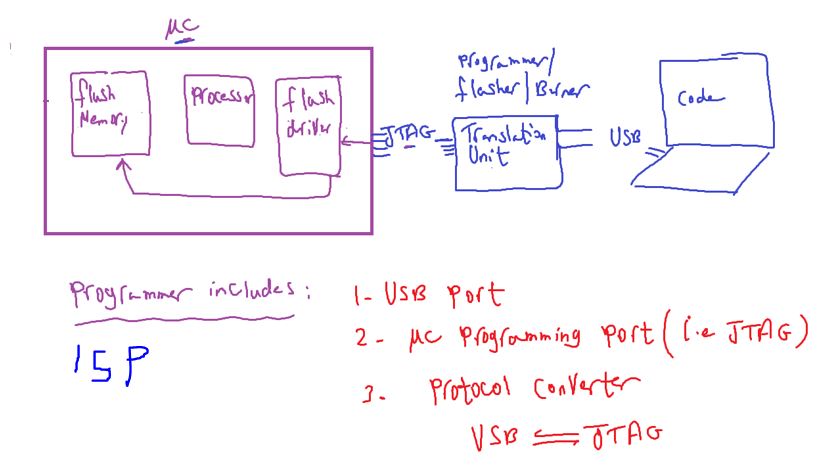 µC
flash
Memory
Processor
flash
driver
JTAG
Programmer/
flasher/Burner
Translation
Unit
USB
Code
Programmer includes:
1- USB port
2- µC programming port (i.e JTAG)
3- Protocol Converter
USB ⇌ JTAG
ISP